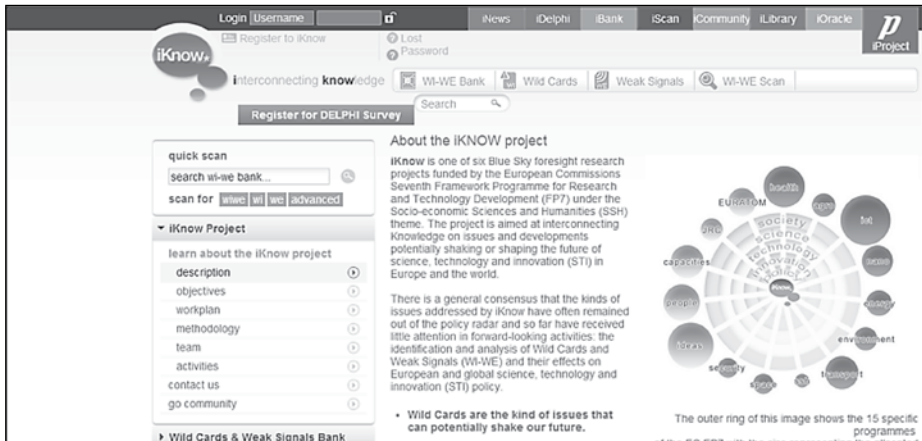 Login Username
iNews iDelphi iBank iScan iCommunity iLibrary iOracle
p
iProject
Register to iKnow
Lost
Password
iKnow
interconnecting knowledge
WI-WE Bank Wild Cards Weak Signals WI-WE Scan
Search
Register for DELPHI Survey
quick scan
search wi-we bank...
scan for wiwe wi we advanced
iKnow Project
learn about the iKnow project
description
objectives
workplan
methodology
team
activities
contact us
go community
Wild Cards & Weak Signals Bank
About the iKNOW project
iKnow is one of six Blue Sky foresight research
projects funded by the European Commissions
Seventh Framework Programme for Research
and Technology Development (FP7) under the
Socio-economic Sciences and Humanities (SSH)
theme. The project is aimed at interconnecting
Knowledge on issues and developments
potentially shaking or shaping the future of
science, technology and innovation (STI) in
Europe and the world.
There is a general consensus that the kinds of
issues addressed by iKnow have often remained
out of the policy radar and so far have received
little attention in forward-looking activities: the
identification and analysis of Wild Cards and
Weak Signals (WI-WE) and their effects on
European and global science, technology and
innovation (STI) policy.
• Wild Cards are the kind of issues that
can potentially shake our future.
health
EURATOM
agro
JRC
ict
capacities
nano
people
energy
ideas
environment
security
space
ssh
transport
society
science
technology
innovation
policy
iKnow
The outer ring of this image shows the 15 specific
programmes